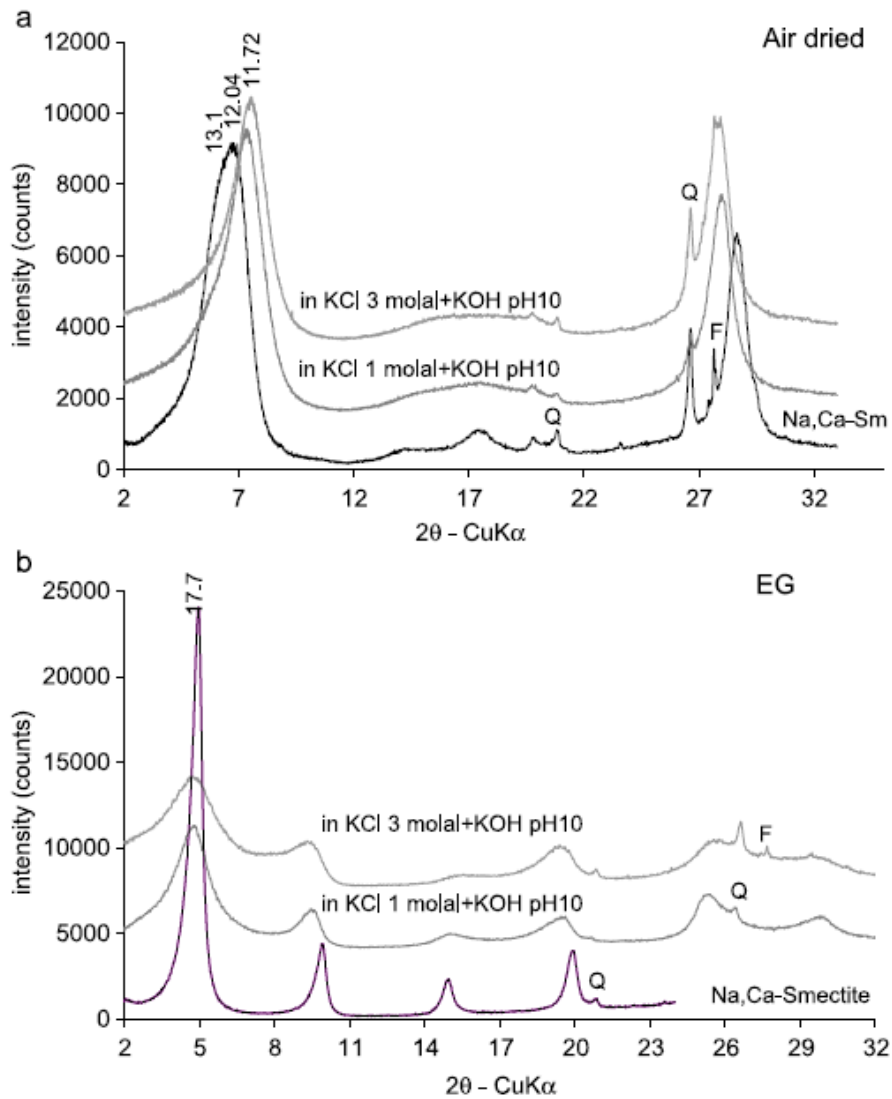 a
Air dried
12000
10000
8000
6000
4000
2000
0
intensity (counts)
13.1
12.04
11.72
Q
in KCl 3 molal+KOH pH10
in KCl 1 molal+KOH pH10
F
Q
Na,Ca-Sm
2 7 12 17 22 27 32
2θ - CuKα
b
EG
25000
20000
15000
10000
5000
0
intensity (counts)
17.7
in KCl 3 molal+KOH pH10
F
in KCl 1 molal+KOH pH10
Q
Q
Na,Ca-Smectite
2 5 8 11 14 17 20 23 26 29 32
2θ - CuKα